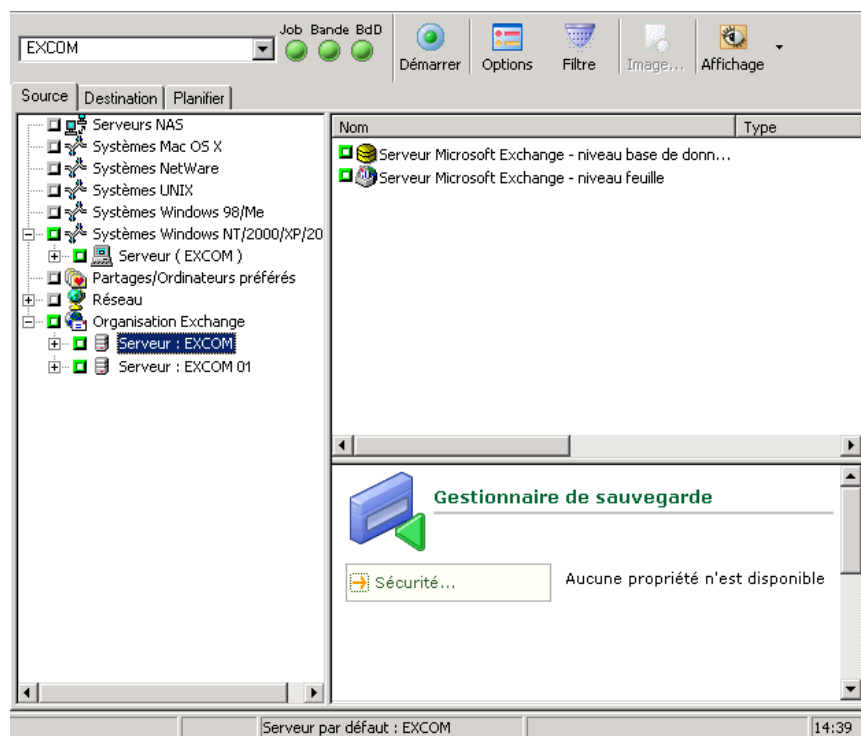 EXCOM
Job Bande BdD
Démarrer
Options
Filtre
Image...
Affichage
Source
Destination
Planifier
Serveurs NAS
Systèmes Mac OS X
Systèmes NetWare
Systèmes UNIX
Systèmes Windows 98/Me
Systèmes Windows NT/2000/XP/20
Serveur ( EXCOM )
Partages/Ordinateurs préférés
Réseau
Organisation Exchange
Serveur : EXCOM
Serveur : EXCOM 01
Nom
Type
Serveur Microsoft Exchange - niveau base de donn...
Serveur Microsoft Exchange - niveau feuille
Gestionnaire de sauvegarde
Sécurité...
Aucune propriété n'est disponible
Serveur par défaut : EXCOM
14:39